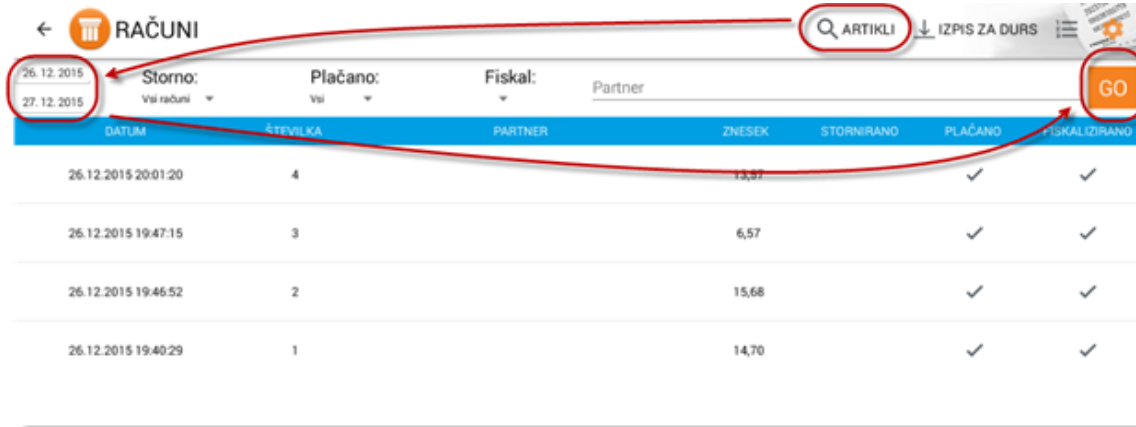 RAČUNI
ARTIKLI IZPIS ZA DURS
26. 12. 2015 Storno: Plačano: Fiskal: Partner GO
27. 12. 2015 Vsi računi Vsi
DATUM ŠTEVILKA PARTNER ZNESEK STORNIRANO PLAČANO FISKALIZIRANO
26.12.2015 20:01:20 4 13,97
26.12.2015 19:47:15 3 6,57
26.12.2015 19:46:52 2 15,68
26.12.2015 19:40:29 1 14,70